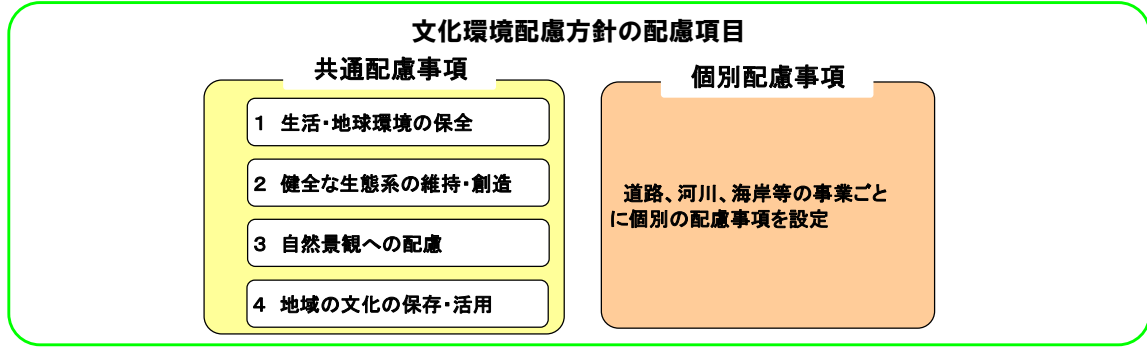 文化環境配慮方針の配慮項目
共通配慮事項
1 生活・地球環境の保全
2 健全な生態系の維持・創造
3 自然景観への配慮
4 地域の文化の保存・活用
個別配慮事項
道路、河川、海岸等の事業ごと
に個別の配慮事項を設定